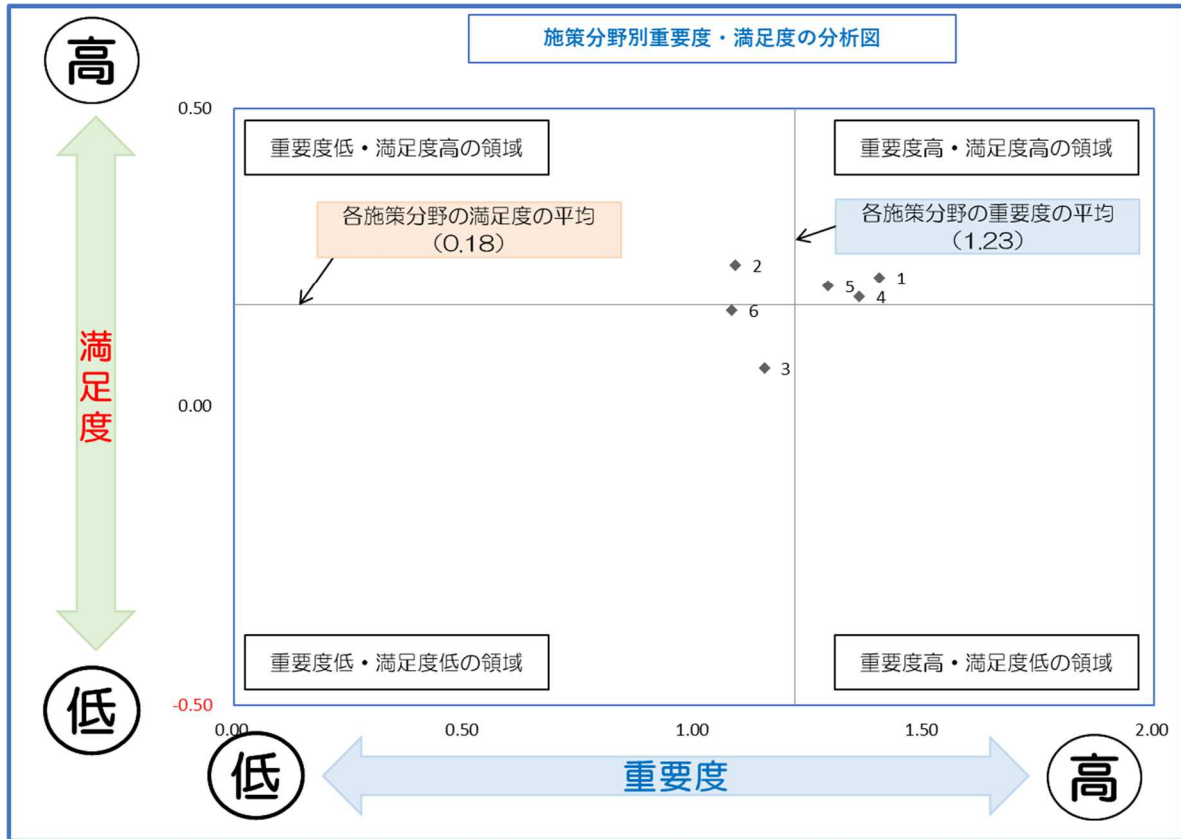 施策分野別重要度・満足度の分析図
高
0.50
重要度低・満足度高の領域
重要度高・満足度高の領域
各施策分野の満足度の平均
（0.18）
各施策分野の重要度の平均
（1.23）
2
1
5
4
6
3
満足度
0.00
重要度低・満足度低の領域
重要度高・満足度低の領域
低
-0.50
0.00
0.50
1.00
1.50
2.00
低
重要度
高